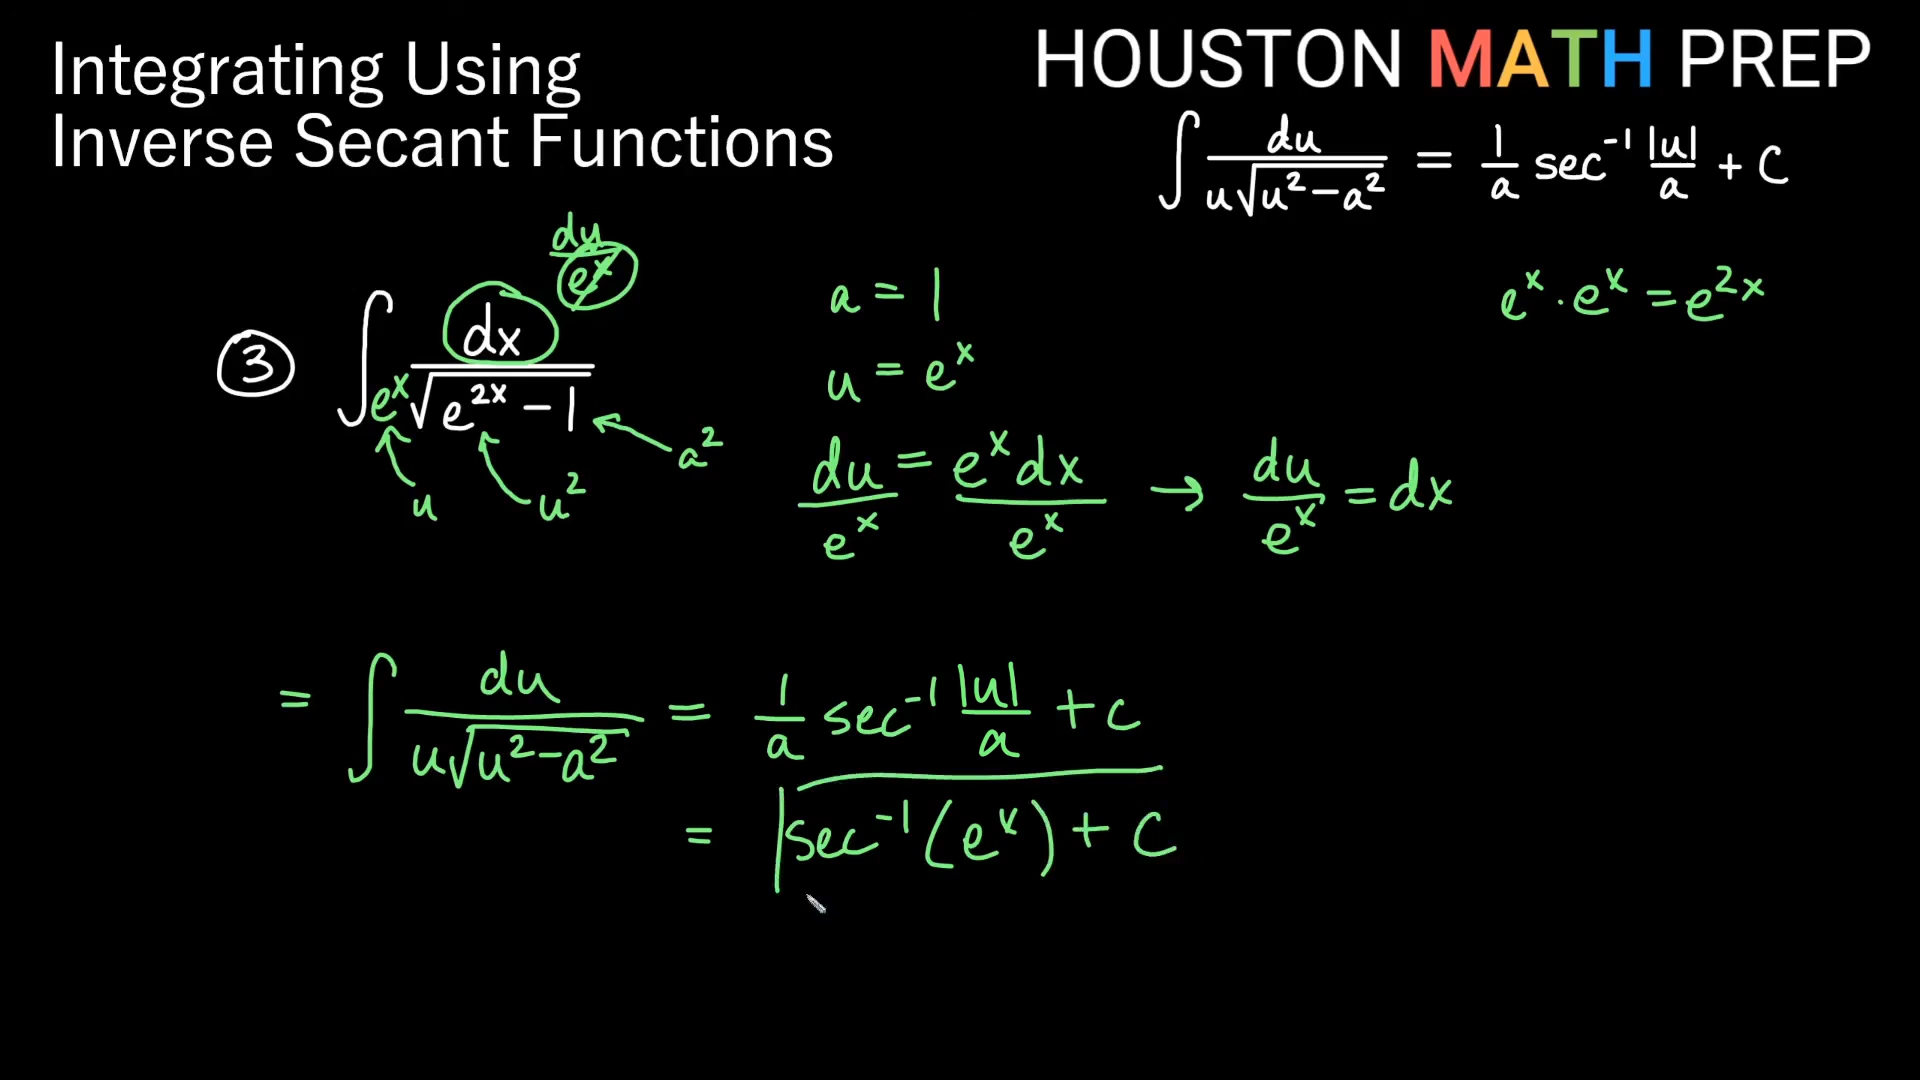 Integrating Using
Inverse Secant Functions
HOUSTON MATH PREP
∫ du / (u√(u² − a²)) = 1/a sec⁻¹ |u|/a + C
③ ∫ dx / (eˣ √(e²ˣ − 1))
du / eˣ
u
u²
a²
a = 1
u = eˣ
du / eˣ = eˣ dx / eˣ → du / eˣ = dx
eˣ · eˣ = e²ˣ
= ∫ du / (u√(u² − a²)) = 1/a sec⁻¹ |u|/a + C
= sec⁻¹(eˣ) + C